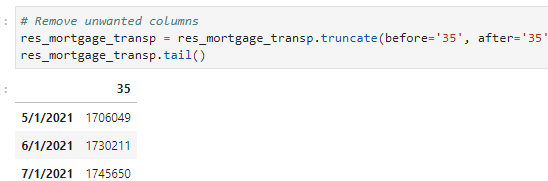 : # Remove unwanted columns
res_mortgage_transp = res_mortgage_transp.truncate(before='35', after='35'
res_mortgage_transp.tail()
:
35
5/1/2021 1706049
6/1/2021 1730211
7/1/2021 1745650